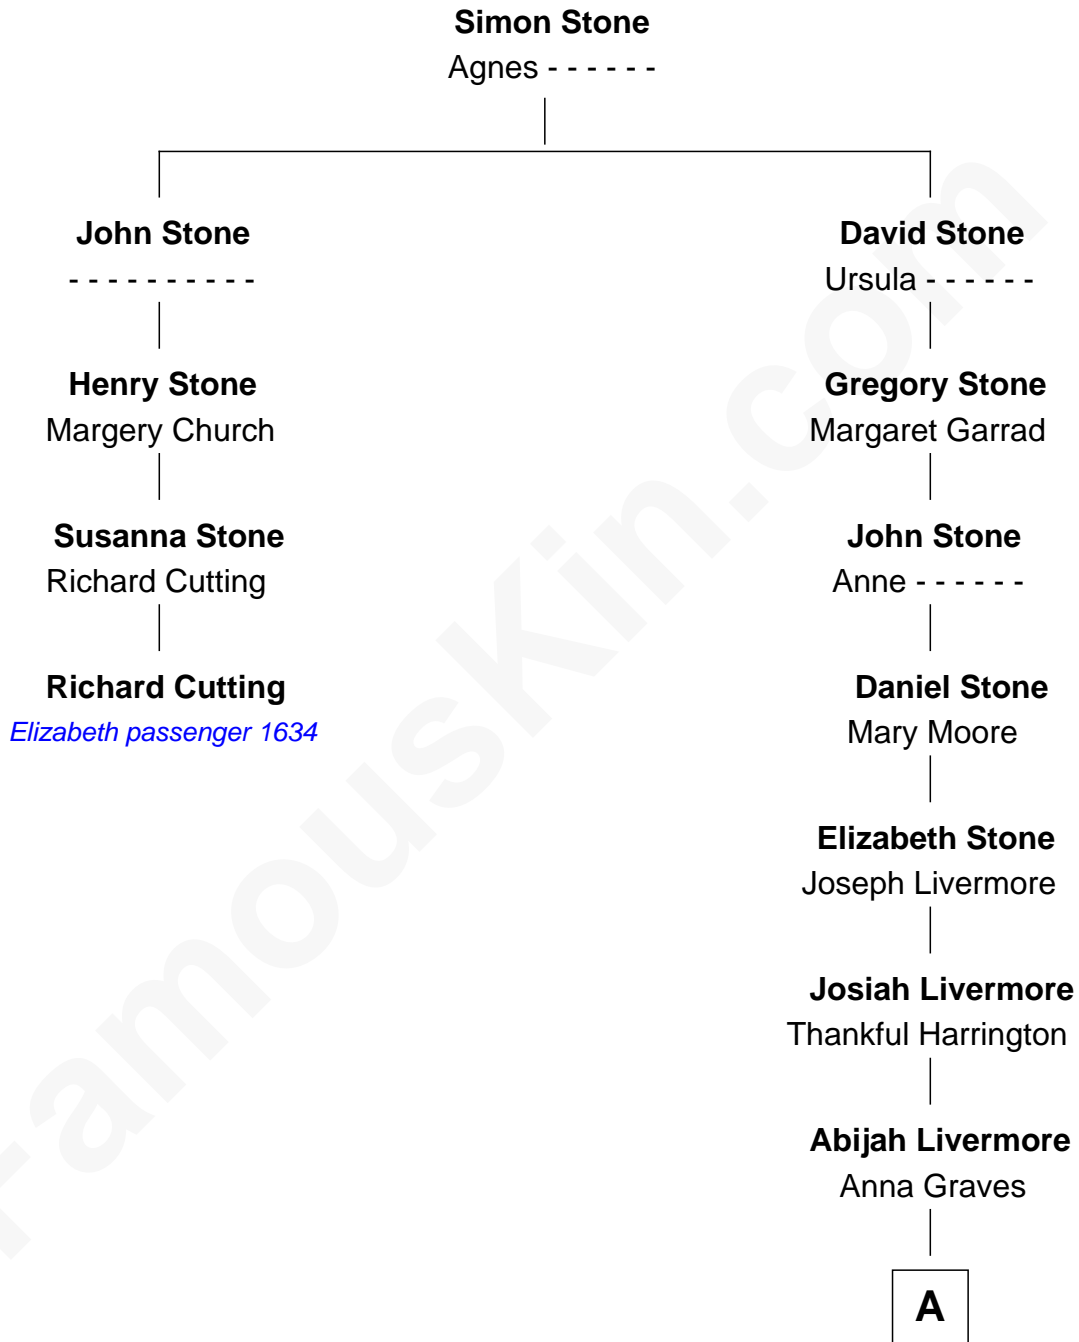 Simon Stone
Agnes - - - - - -
John Stone
- - - - - - - - - -
David Stone
Ursula - - - - - -
Henry Stone
Margery Church
Gregory Stone
Margaret Garrad
Susanna Stone
Richard Cutting
John Stone
Anne - - - - - -
Richard Cutting
Elizabeth passenger 1634
Daniel Stone
Mary Moore
Elizabeth Stone
Joseph Livermore
Josiah Livermore
Thankful Harrington
Abijah Livermore
Anna Graves
A
FamousKin.com